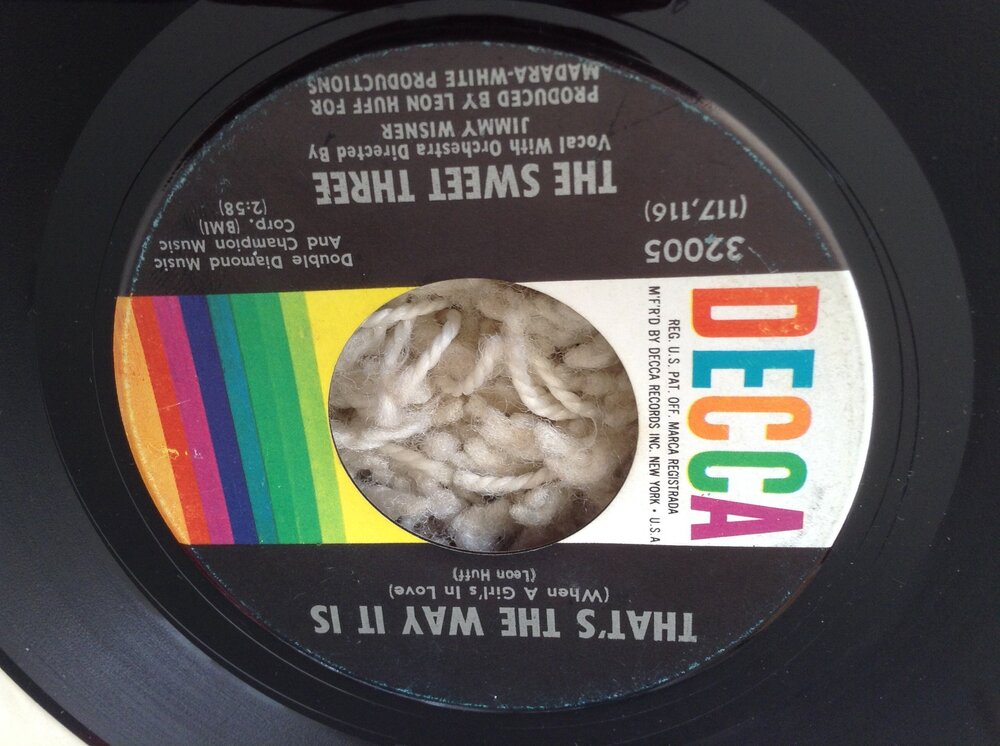 THAT'S THE WAY IT IS
(When A Girl's In Love)
(Leon Huff)
DECCA
REG. U.S. PAT. OFF. MARCA REGISTRADA
M'F'R'D BY DECCA RECORDS INC. NEW YORK • U.S.A
32005
(117,116)
Double Diamond Music
And Champion Music
Corp. (BMI)
(2:58)
THE SWEET THREE
Vocal With Orchestra Directed By
JIMMY WISNER
PRODUCED BY LEON HUFF FOR
MADARA-WHITE PRODUCTIONS